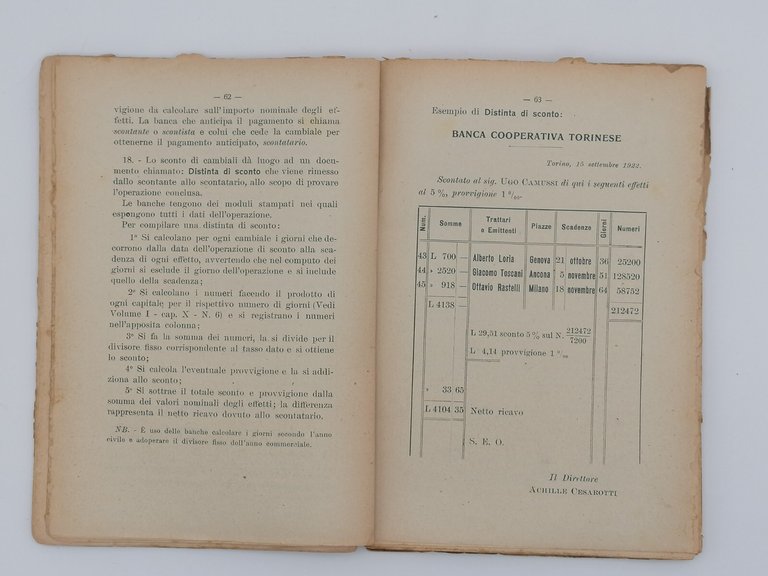 — 62 —
vigione da calcolare sull'importo nominale degli ef-
fetti. La banca che anticipa il pagamento si chiama
scontante o scontista e colui che cede la cambiale per
ottenerne il pagamento anticipato, scontatario.
18. - Lo sconto di cambiali dà luogo ad un docu-
mento chiamato: Distinta di sconto che viene rimesso
dallo scontante allo scontatario, allo scopo di provare
l'operazione conclusa.
Le banche tengono dei moduli stampati nei quali
espongono tutti i dati dell'operazione.
Per compilare una distinta di sconto:
1º Si calcolano per ogni cambiale i giorni che de-
corrono dalla data dell'operazione di sconto alla sca-
denza di ogni effetto, avvertendo che nel computo dei
giorni si esclude il giorno dell'operazione e si include
quello della scadenza;
2º Si calcolano i numeri facendo il prodotto di
ogni capitale per il rispettivo numero di giorni (Vedi
Volume I - cap. X - N. 6) e si registrano i numeri
nell'apposita colonna;
3º Si fa la somma dei numeri, la si divide per il
divisore fisso corrispondente al tasso dato e si ottiene
lo sconto;
4º Si calcola l'eventuale provvigione e la si addi-
ziona allo sconto;
5º Si sottrae il totale sconto e provvigione dalla
somma dei valori nominali degli effetti; la differenza
rappresenta il netto ricavo dovuto allo scontatario.
NB. - È uso delle banche calcolare i giorni secondo l'anno
civile e adoperare il divisore fisso dell'anno commerciale.
— 63 —
Esempio di Distinta di sconto:
BANCA COOPERATIVA TORINESE
Torino, 15 settembre 1922.
Scontato al sig. UGO CAMUSSI di qui i seguenti effetti
al 5 %, provvigione 1 ⁰/₀₀.
Num. Somme Trattari o Emittenti Piazze Scadenze Giorni Numeri
43 L 700 — Alberto Loria Genova 21 ottobre 36 25200
44 » 2520 — Giacomo Toscani Ancona 5 novembre 51 128520
45 » 918 — Ottavio Rastelli Milano 18 novembre 64 58752
L 4138 — 212472
L 29,51 sconto 5 % sul N. 212472/7200
L 4,14 provvigione 1 ⁰/₀₀
» 33 65
L 4104 35 Netto ricavo
S. E. O.
Il Direttore
ACHILLE CESAROTTI